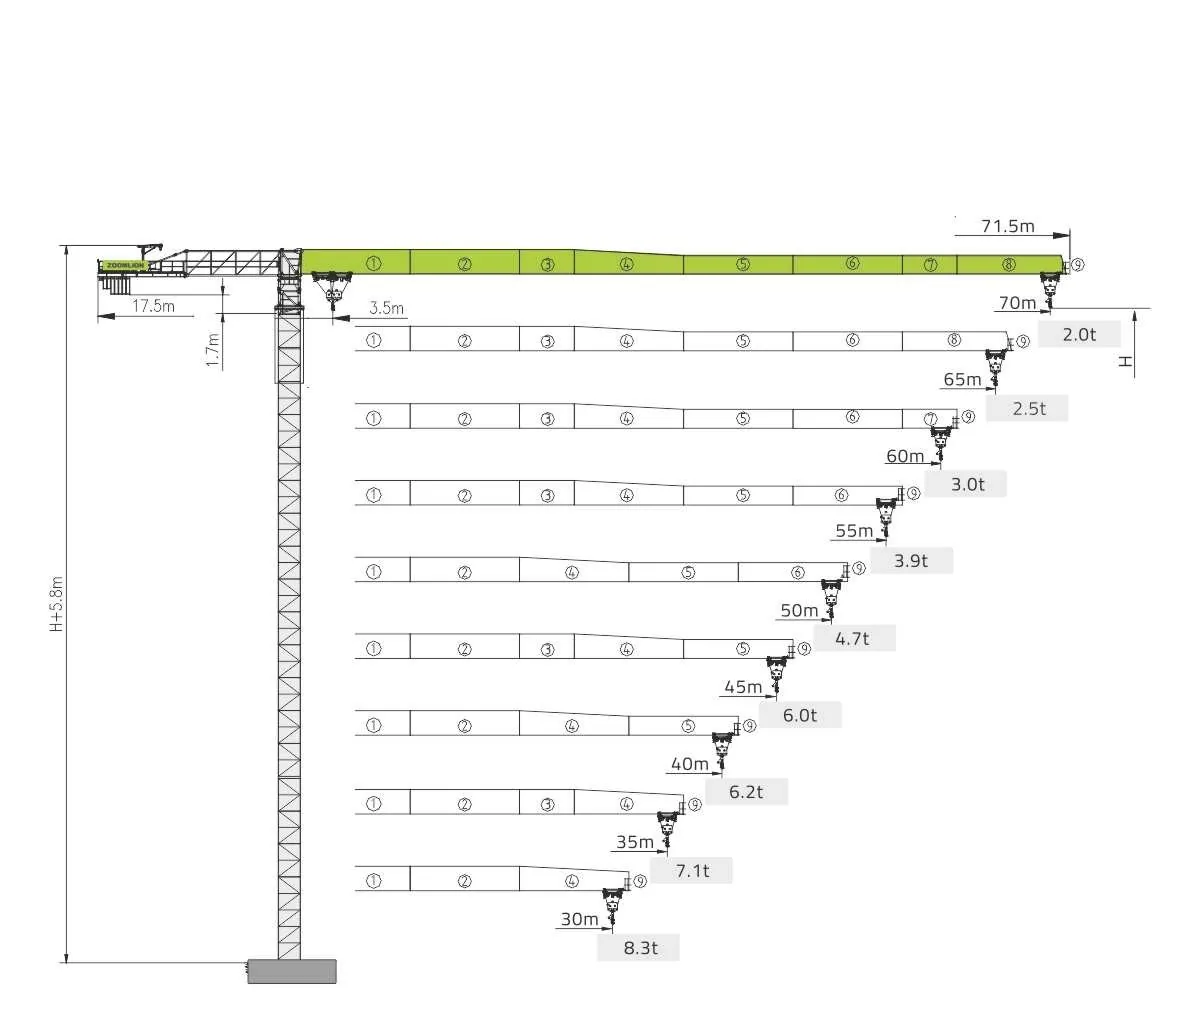 71.5m
ZOOMLION
① ② ③ ④ ⑤ ⑥ ⑦ ⑧ ⑨
17.5m
3.5m
70m
1.7m
2.0t
H
① ② ③ ④ ⑤ ⑥ ⑧ ⑨
65m
2.5t
① ② ③ ④ ⑤ ⑥ ⑦ ⑨
60m
3.0t
① ② ③ ④ ⑤ ⑥ ⑨
55m
3.9t
① ② ④ ⑤ ⑥ ⑨
H+5.8m
50m
4.7t
① ② ③ ④ ⑤ ⑨
45m
6.0t
① ② ④ ⑤ ⑨
40m
6.2t
① ② ③ ④ ⑨
35m
7.1t
① ② ④ ⑨
30m
8.3t